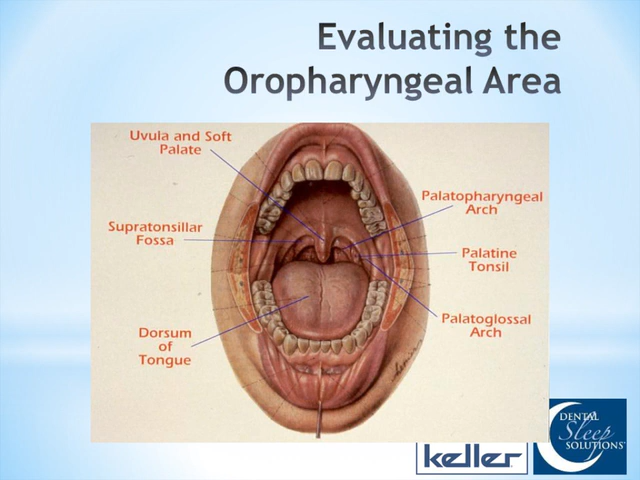 Evaluating the
Oropharyngeal Area
Uvula and Soft
Palate
Palatopharyngeal
Arch
Supratonsillar
Fossa
Palatine
Tonsil
Palatoglossal
Arch
Dorsum
of
Tongue
keller
DENTAL
Sleep
SOLUTIONS